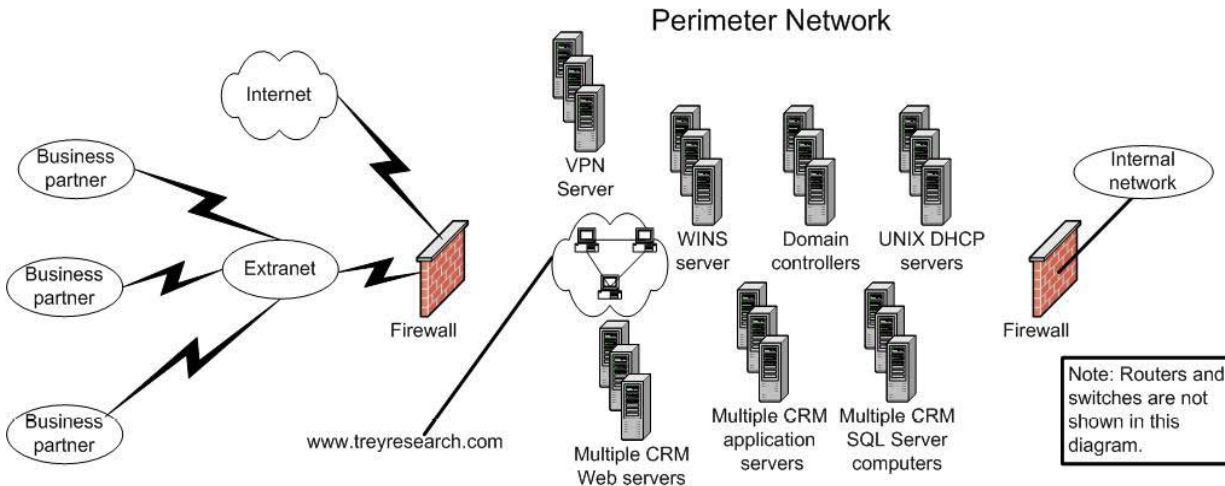 Perimeter Network
Internet
Business
partner
Business
partner
Business
partner
Extranet
Firewall
VPN
Server
WINS
server
Domain
controllers
UNIX DHCP
servers
Internal
network
Firewall
www.treyresearch.com
Multiple CRM
Web servers
Multiple CRM
application
servers
Multiple CRM
SQL Server
computers
Note: Routers and
switches are not
shown in this
diagram.